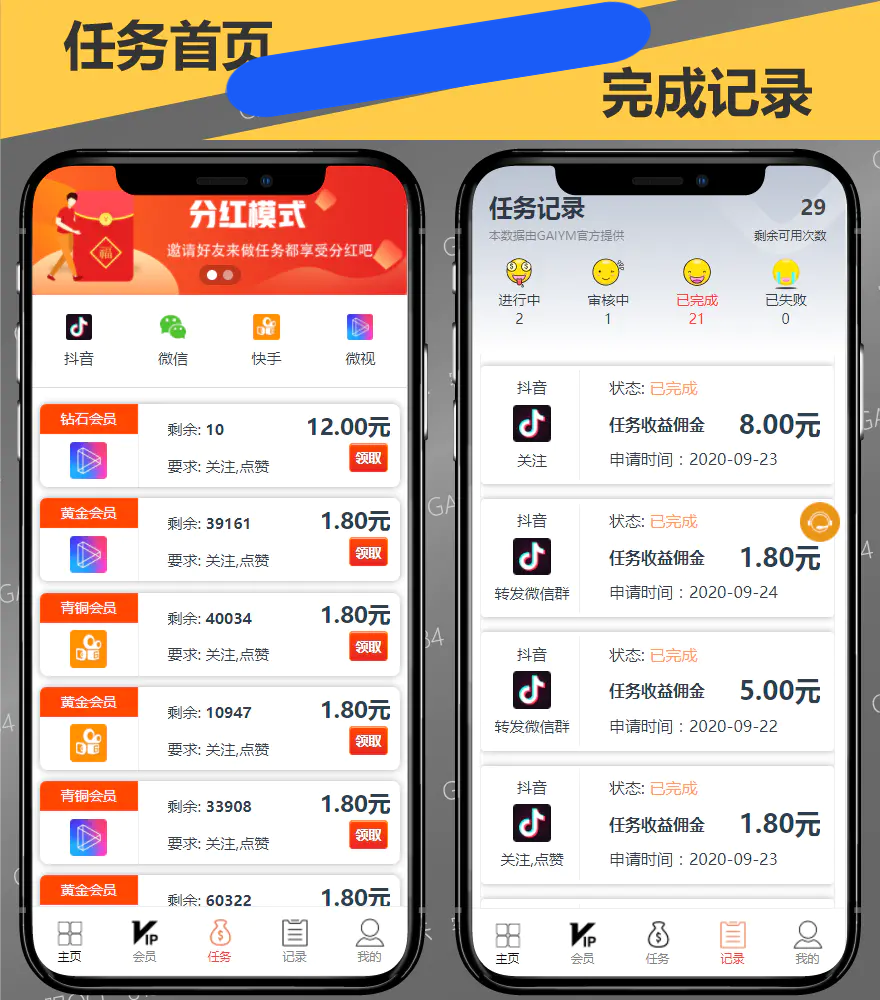 任务首页
完成记录
分红模式
邀请好友来做任务都享受分红吧
抖音
微信
快手
微视
钻石会员
剩余: 10
12.00元
要求: 关注,点赞
领取
黄金会员
剩余: 39161
1.80元
要求: 关注,点赞
领取
青铜会员
剩余: 40034
1.80元
要求: 关注,点赞
领取
黄金会员
剩余: 10947
1.80元
要求: 关注,点赞
领取
青铜会员
剩余: 33908
1.80元
要求: 关注,点赞
领取
黄金会员
剩余: 60322
1.80元
主页
VIP
会员
任务
记录
我的
任务记录
29
本数据由GAIYM官方提供
剩余可用次数
进行中
2
审核中
1
已完成
21
已失败
0
抖音
状态: 已完成
任务收益佣金
8.00元
关注
申请时间：2020-09-23
抖音
状态: 已完成
任务收益佣金
1.80元
转发微信群
申请时间：2020-09-24
抖音
状态: 已完成
任务收益佣金
5.00元
转发微信群
申请时间：2020-09-22
抖音
状态: 已完成
任务收益佣金
1.80元
关注,点赞
申请时间：2020-09-23
主页
VIP
会员
任务
记录
我的